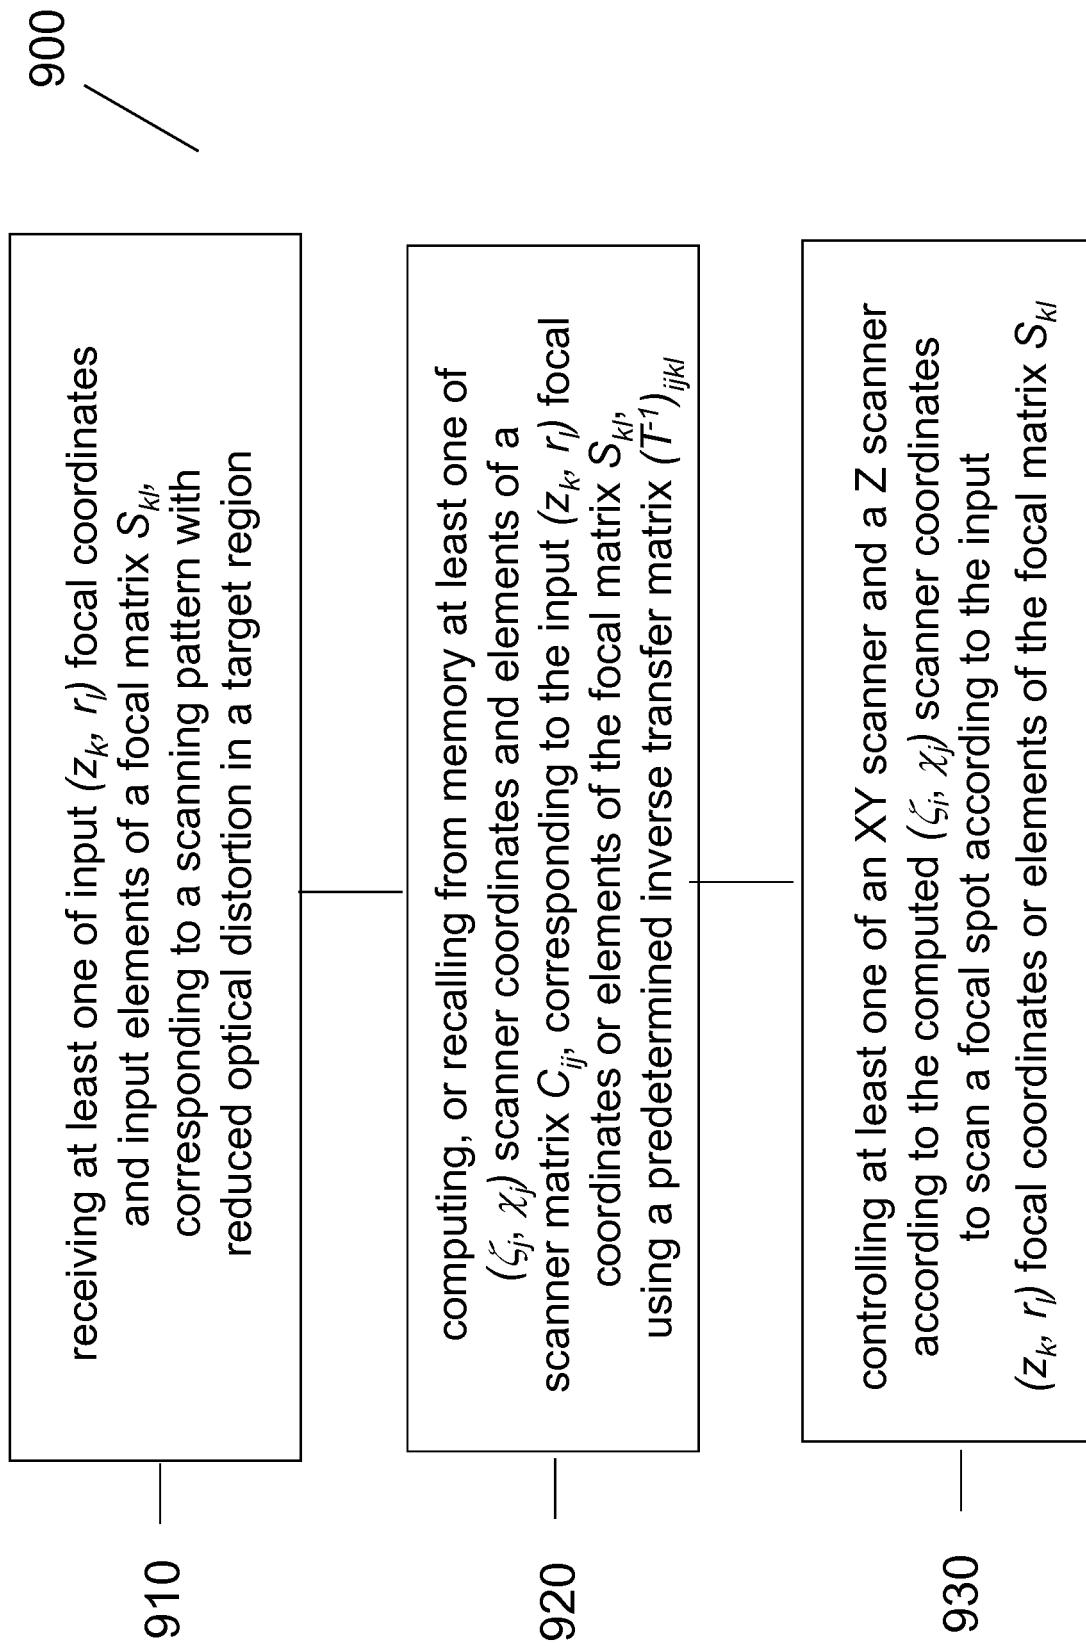 900
910
receiving at least one of input (z_k, r_l) focal coordinates
and input elements of a focal matrix S_kl,
corresponding to a scanning pattern with
reduced optical distortion in a target region
920
computing, or recalling from memory at least one of
(ζ_j, χ_j) scanner coordinates and elements of a
scanner matrix C_ij, corresponding to the input (z_k, r_l) focal
coordinates or elements of the focal matrix S_kl,
using a predetermined inverse transfer matrix (T^-1)_ijkl
930
controlling at least one of an XY scanner and a Z scanner
according to the computed (ζ_i, χ_j) scanner coordinates
to scan a focal spot according to the input
(z_k, r_l) focal coordinates or elements of the focal matrix S_kl